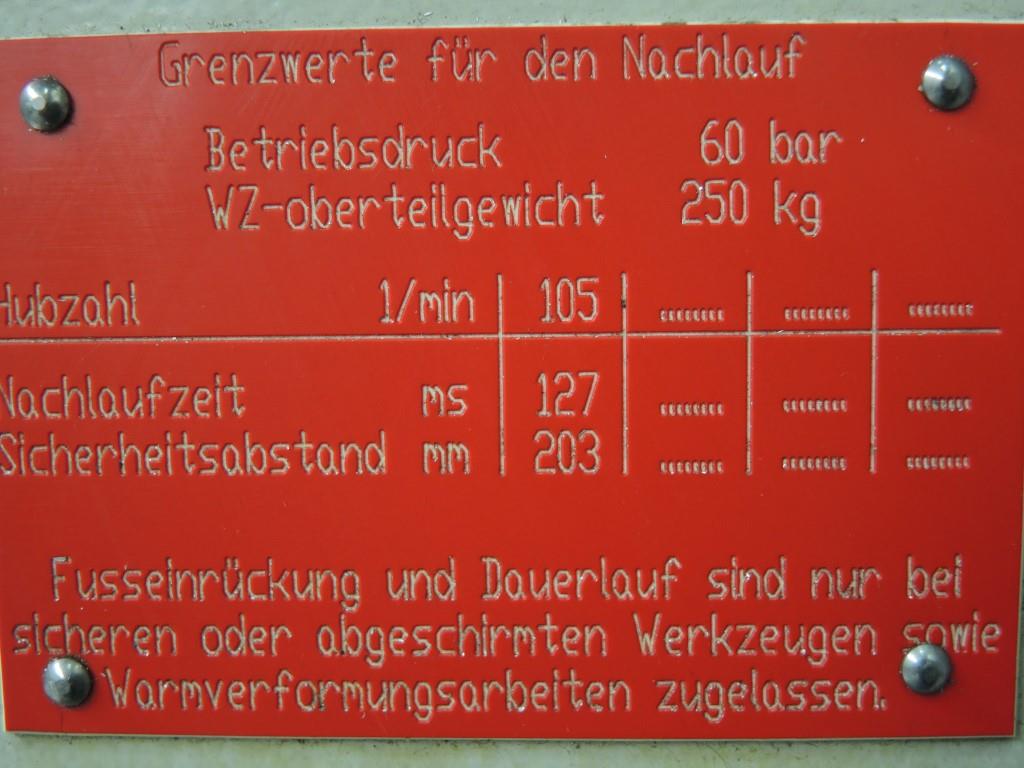 Grenzwerte für den Nachlauf
Betriebsdruck 60 bar
WZ-oberteilgewicht 250 kg
Hubzahl 1/min 105 ........ ........ ........
Nachlaufzeit ms 127 ........ ........ ........
Sicherheitsabstand mm 203 ........ ........ ........
Fusseinrückung und Dauerlauf sind nur bei
sicheren oder abgeschirmten Werkzeugen sowie
Warmverformungsarbeiten zugelassen.